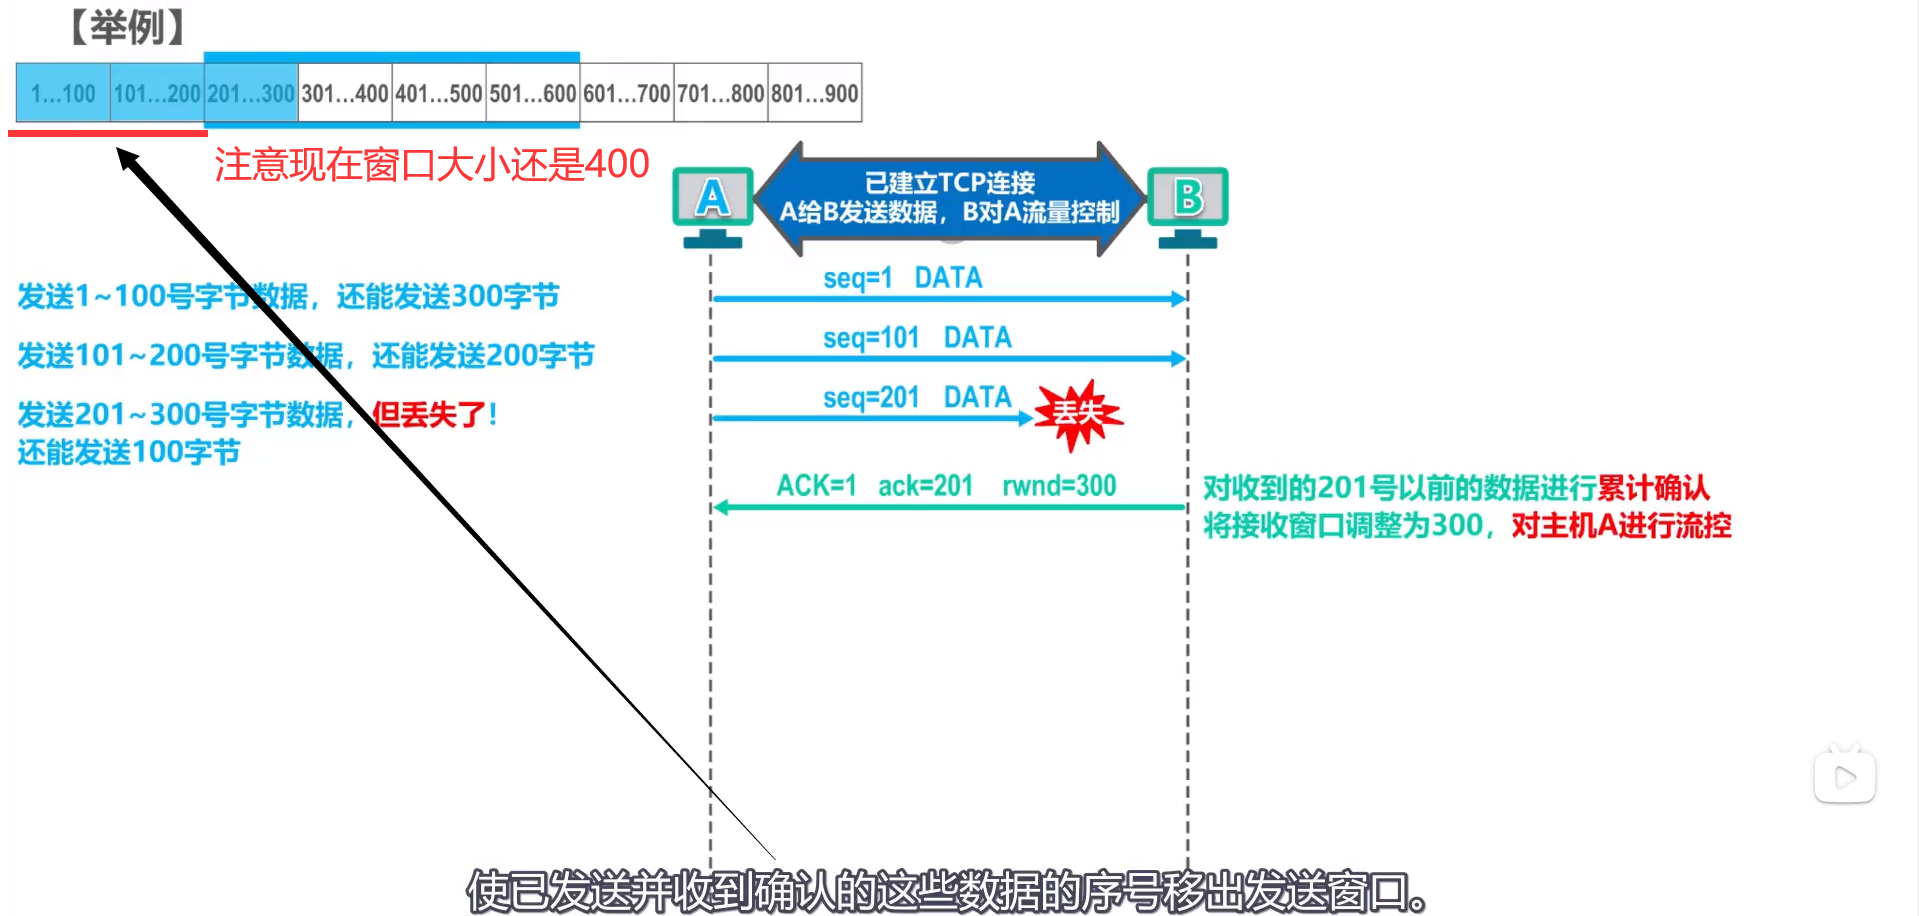 【举例】
1...100 101...200 201...300 301...400 401...500 501...600 601...700 701...800 801...900
注意现在窗口大小还是400
A
已建立TCP连接
A给B发送数据，B对A流量控制
B
seq=1 DATA
发送1~100号字节数据，还能发送300字节
seq=101 DATA
发送101~200号字节数据，还能发送200字节
seq=201 DATA
丢失
发送201~300号字节数据，但丢失了！
还能发送100字节
ACK=1 ack=201 rwnd=300
对收到的201号以前的数据进行累计确认
将接收窗口调整为300，对主机A进行流控
使已发送并收到确认的这些数据的序号移出发送窗口。